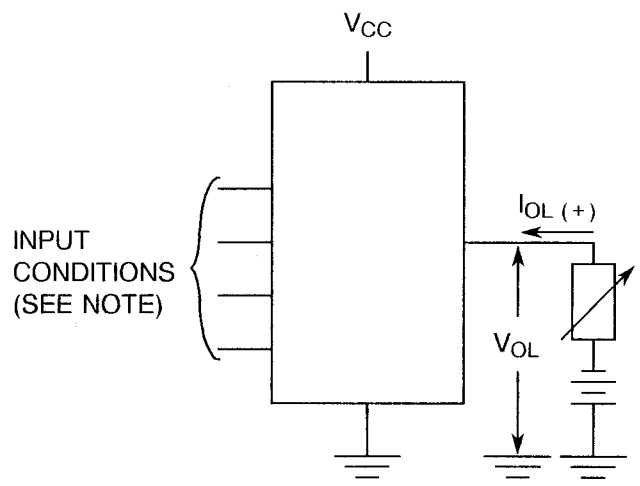 VCC
INPUT
CONDITIONS
(SEE NOTE)
IOL (+)
VOL